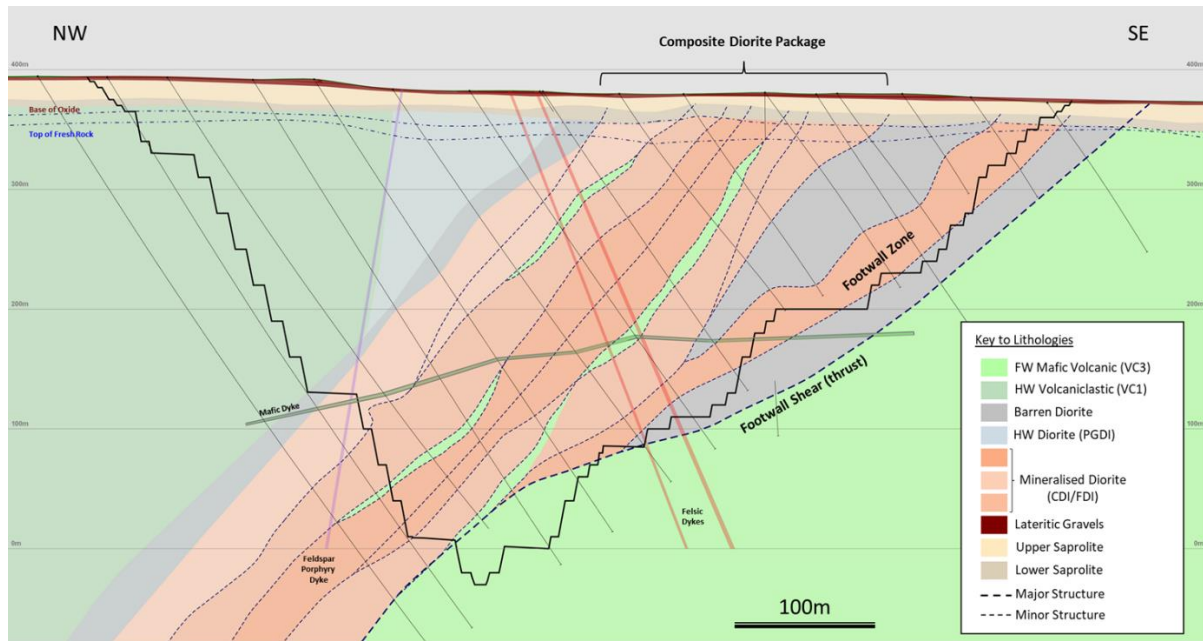 NW
SE
Composite Diorite Package
400m
400m
Base of Oxide
Top of Fresh Rock
300m
300m
Footwall Zone
200m
200m
Mafic Dyke
Footwall Shear (thrust)
100m
100m
Felsic
Dykes
0m
0m
Feldspar
Porphyry
Dyke
100m
Key to Lithologies
FW Mafic Volcanic (VC3)
HW Volcaniclastic (VC1)
Barren Diorite
HW Diorite (PGDI)
Mineralised Diorite
(CDI/FDI)
Lateritic Gravels
Upper Saprolite
Lower Saprolite
Major Structure
Minor Structure